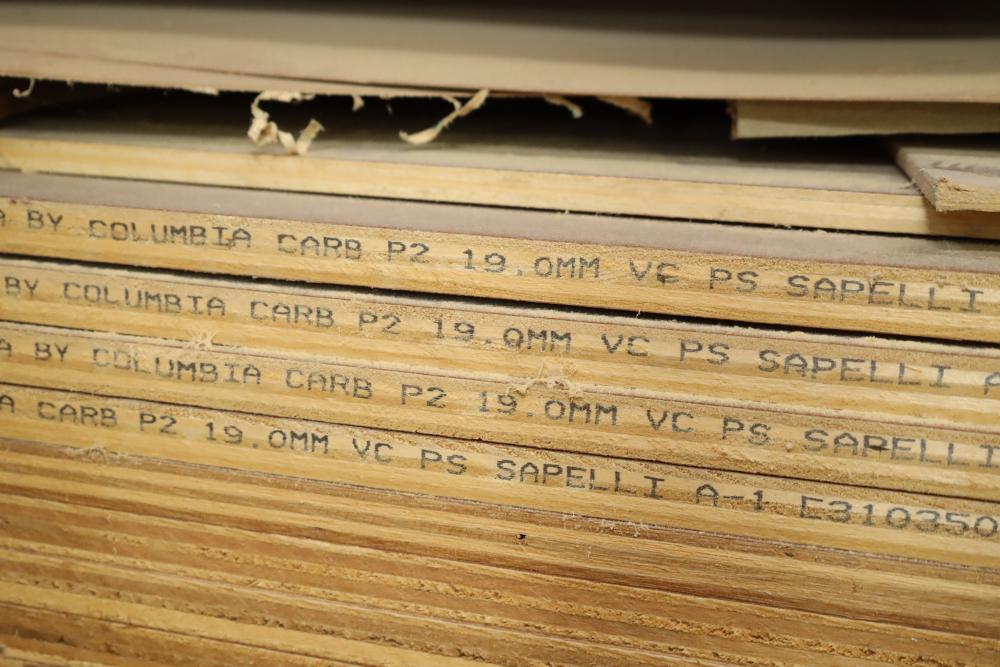 A BY COLUMBIA CARB P2 19.0MM VC PS SAPELLI
BY COLUMBIA CARB P2 19.0MM VC PS SAPELLI A
A BY COLUMBIA CARB P2 19.0MM VC PS SAPELLI
A CARB P2 19.0MM VC PS SAPELLI A-1 E310350